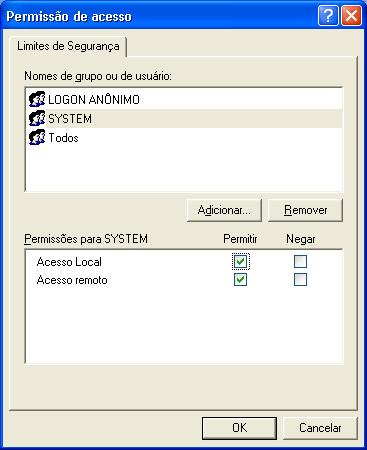 Permissão de acesso
Limites de Segurança
Nomes de grupo ou de usuário:
LOGON ANÔNIMO
SYSTEM
Todos
Adicionar...
Remover
Permissões para SYSTEM Permitir Negar
Acesso Local
Acesso remoto
OK
Cancelar